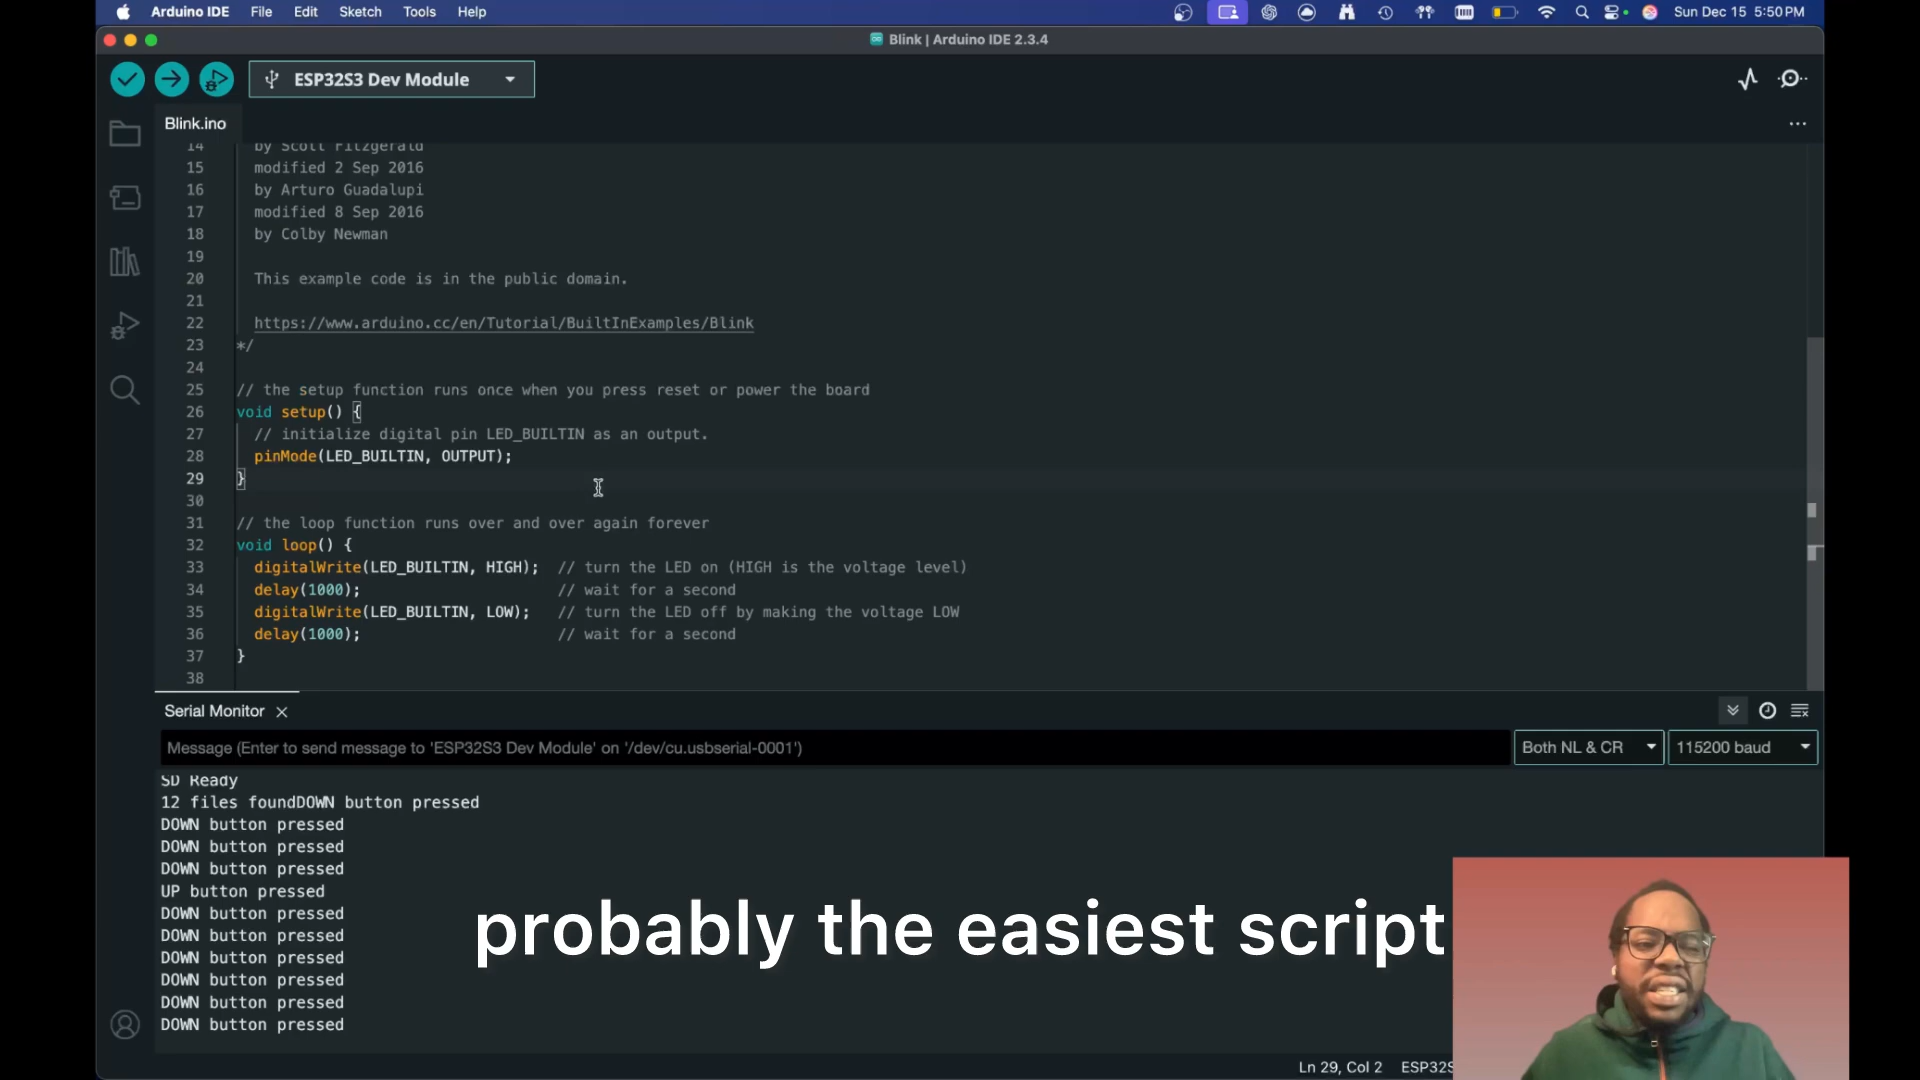 Arduino IDE File Edit Sketch Tools Help
Sun Dec 15 5:50 PM
Blink | Arduino IDE 2.3.4
ESP32S3 Dev Module
Blink.ino
14 by Scott Fitzgerald
15 modified 2 Sep 2016
16 by Arturo Guadalupi
17 modified 8 Sep 2016
18 by Colby Newman
19
20 This example code is in the public domain.
21
22 https://www.arduino.cc/en/Tutorial/BuiltInExamples/Blink
23 */
24
25 // the setup function runs once when you press reset or power the board
26 void setup() {
27 // initialize digital pin LED_BUILTIN as an output.
28 pinMode(LED_BUILTIN, OUTPUT);
29 }
30
31 // the loop function runs over and over again forever
32 void loop() {
33 digitalWrite(LED_BUILTIN, HIGH); // turn the LED on (HIGH is the voltage level)
34 delay(1000); // wait for a second
35 digitalWrite(LED_BUILTIN, LOW); // turn the LED off by making the voltage LOW
36 delay(1000); // wait for a second
37 }
38
Serial Monitor
Message (Enter to send message to 'ESP32S3 Dev Module' on '/dev/cu.usbserial-0001')
Both NL & CR
115200 baud
SD Ready
12 files foundDOWN button pressed
DOWN button pressed
DOWN button pressed
DOWN button pressed
UP button pressed
DOWN button pressed
DOWN button pressed
DOWN button pressed
DOWN button pressed
DOWN button pressed
DOWN button pressed
probably the easiest script
Ln 29, Col 2 ESP32S